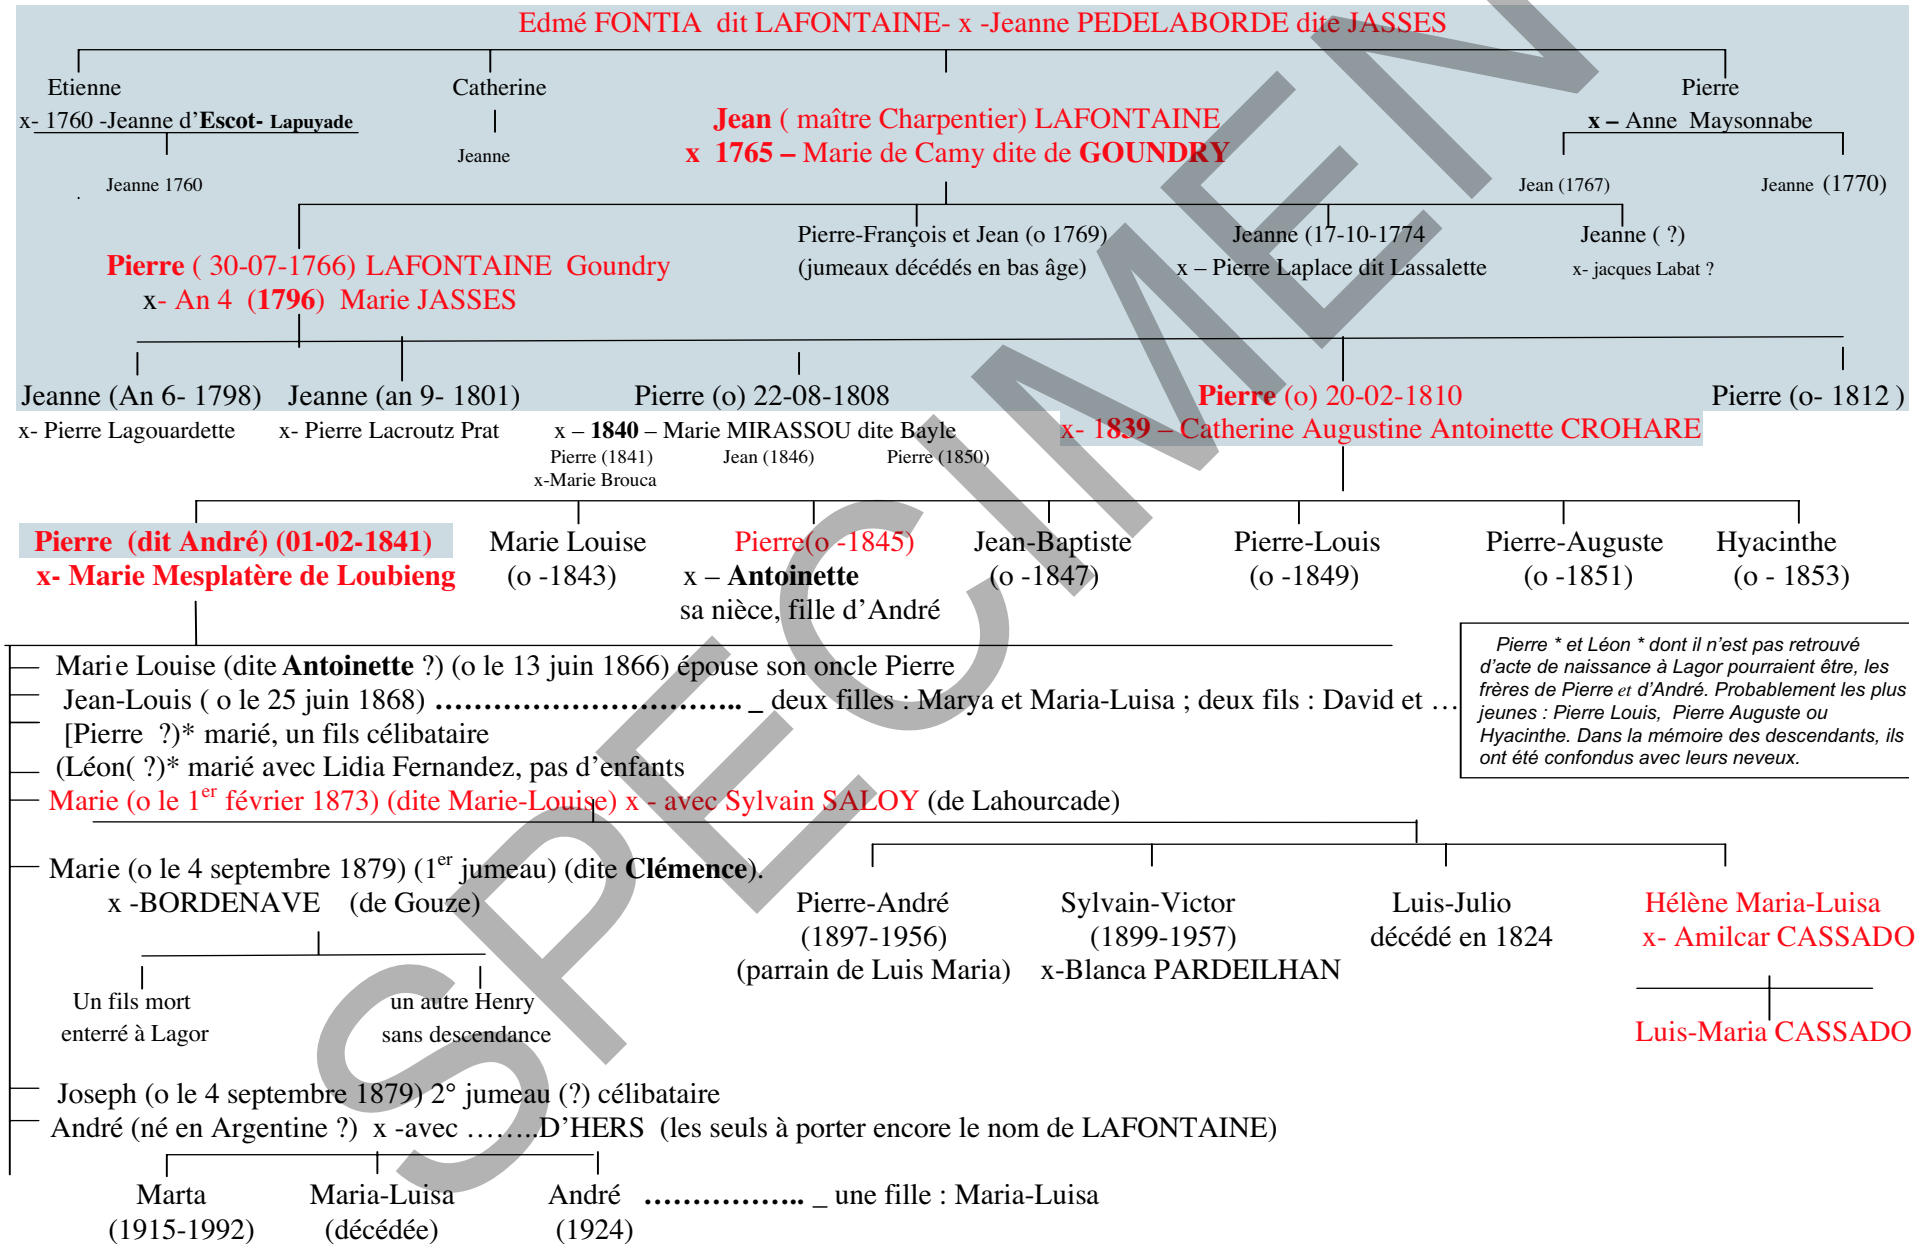 Edmé FONTIA dit LAFONTAINE- x -Jeanne PEDELABORDE dite JASSES
Etienne
x- 1760 -Jeanne d'Escot- Lapuyade
Jeanne 1760
.
Catherine
Jeanne
Jean ( maître Charpentier) LAFONTAINE
x 1765 – Marie de Camy dite de GOUNDRY
Pierre
x – Anne Maysonnabe
Jean (1767)
Jeanne (1770)
Pierre ( 30-07-1766) LAFONTAINE Goundry
x- An 4 (1796) Marie JASSES
Pierre-François et Jean (o 1769)
(jumeaux décédés en bas âge)
Jeanne (17-10-1774
x – Pierre Laplace dit Lassalette
Jeanne ( ?)
x- jacques Labat ?
Jeanne (An 6- 1798)
x- Pierre Lagouardette
Jeanne (an 9- 1801)
x- Pierre Lacroutz Prat
Pierre (o) 22-08-1808
x – 1840 – Marie MIRASSOU dite Bayle
Pierre (1841)
x-Marie Brouca
Jean (1846)
Pierre (1850)
Pierre (o) 20-02-1810
x- 1839 – Catherine Augustine Antoinette CROHARE
Pierre (o- 1812 )
Pierre (dit André) (01-02-1841)
x- Marie Mesplatère de Loubieng
Marie Louise
(o -1843)
Pierre(o -1845)
x – Antoinette
sa nièce, fille d'André
Jean-Baptiste
(o -1847)
Pierre-Louis
(o -1849)
Pierre-Auguste
(o -1851)
Hyacinthe
(o - 1853)
Pierre * et Léon * dont il n'est pas retrouvé
d'acte de naissance à Lagor pourraient être, les
frères de Pierre et d'André. Probablement les plus
jeunes : Pierre Louis, Pierre Auguste ou
Hyacinthe. Dans la mémoire des descendants, ils
ont été confondus avec leurs neveux.
Marie Louise (dite Antoinette ?) (o le 13 juin 1866) épouse son oncle Pierre
Jean-Louis ( o le 25 juin 1868) ………………………….. _ deux filles : Marya et Maria-Luisa ; deux fils : David et …
[Pierre ?)* marié, un fils célibataire
(Léon( ?)* marié avec Lidia Fernandez, pas d'enfants
Marie (o le 1er février 1873) (dite Marie-Louise) x - avec Sylvain SALOY (de Lahourcade)
Marie (o le 4 septembre 1879) (1er jumeau) (dite Clémence).
x -BORDENAVE (de Gouze)
Un fils mort
enterré à Lagor
un autre Henry
sans descendance
Pierre-André
(1897-1956)
(parrain de Luis Maria)
Sylvain-Victor
(1899-1957)
x-Blanca PARDEILHAN
Luis-Julio
décédé en 1824
Hélène Maria-Luisa
x- Amilcar CASSADO
Luis-Maria CASSADO
Joseph (o le 4 septembre 1879) 2° jumeau (?) célibataire
André (né en Argentine ?) x -avec ……..D'HERS (les seuls à porter encore le nom de LAFONTAINE)
Marta
(1915-1992)
Maria-Luisa
(décédée)
André …………….. _ une fille : Maria-Luisa
(1924)
SPECIMEN